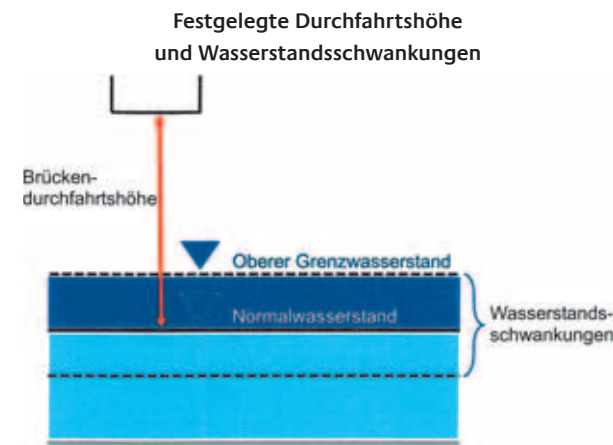 Festgelegte Durchfahrtshöhe
und Wasserstandsschwankungen
Brücken-
durchfahrtshöhe
Oberer Grenzwasserstand
Normalwasserstand
Wasserstands-
schwankungen